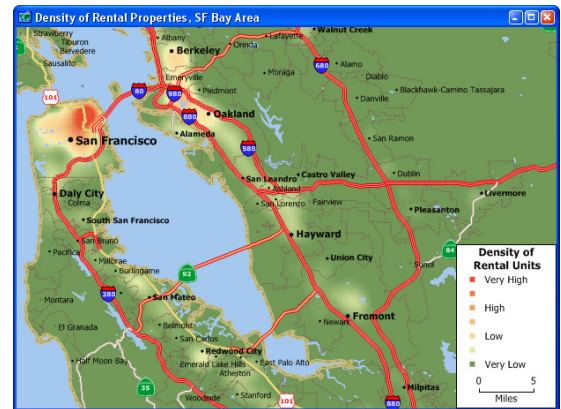 Density of Rental Properties, SF Bay Area
Strawberry
Tiburon
Belvedere
Sausalito
Albany
Berkeley
Orinda
Lafayette
Walnut Creek
Alamo
Diablo
Moraga
Blackhawk-Camino Tassajara
Danville
Emeryville
Piedmont
101
80
980
880
580
680
Oakland
Alameda
San Francisco
San Ramon
Dublin
Livermore
Pleasanton
Daly City
Colma
San Leandro
Castro Valley
Ashland
San Lorenzo
Fairview
South San Francisco
San Bruno
Pacifica
Millbrae
Burlingame
Hayward
Union City
Sunol
84
92
280
San Mateo
Montara
El Granada
Belmont
San Carlos
Fremont
Newark
Redwood City
Emerald Lake Hills
East Palo Alto
Atherton
Half Moon Bay
35
Woodside
Stanford
101
880
Milpitas
Density of
Rental Units
Very High
High
Low
Very Low
0 5
Miles